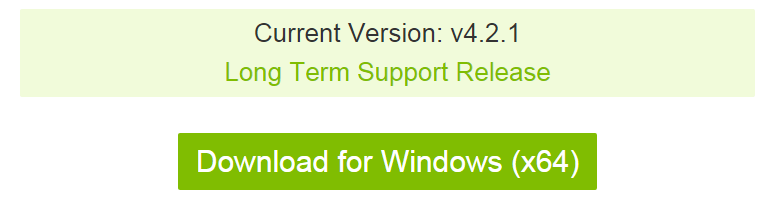 Current Version: v4.2.1
Long Term Support Release
Download for Windows (x64)